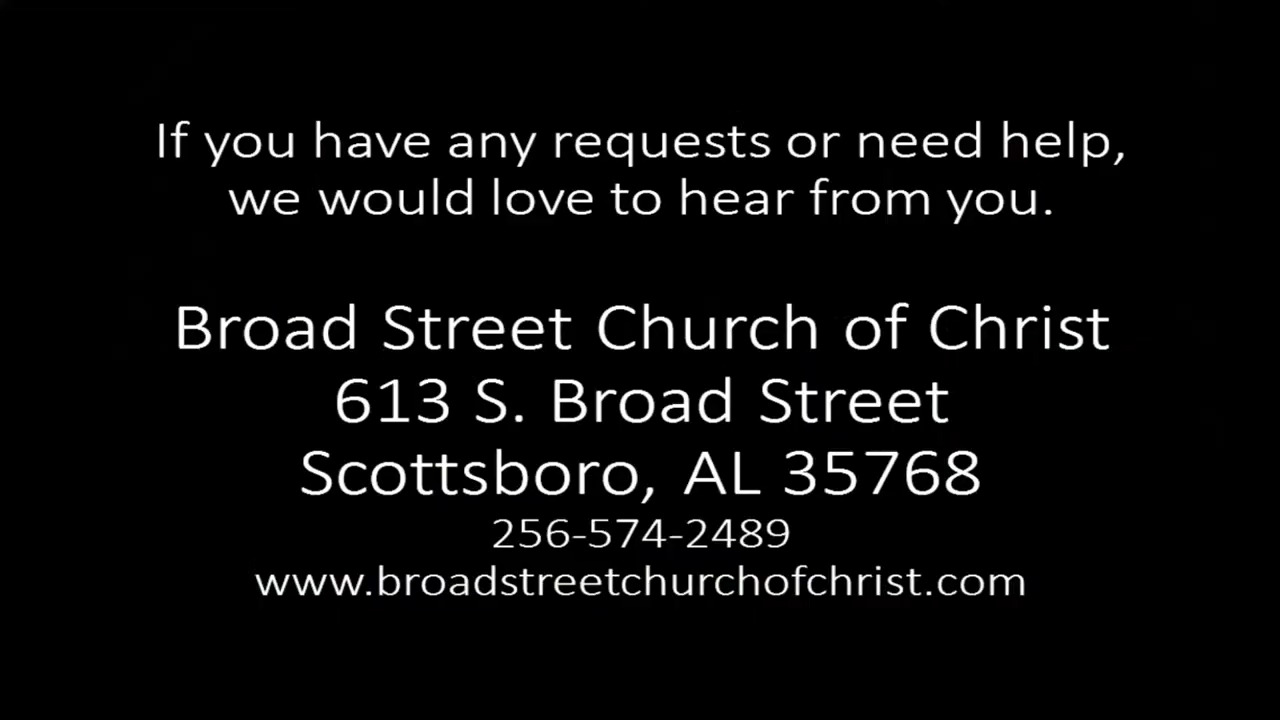 If you have any requests or need help,
we would love to hear from you.
Broad Street Church of Christ
613 S. Broad Street
Scottsboro, AL 35768
256-574-2489
www.broadstreetchurchofchrist.com